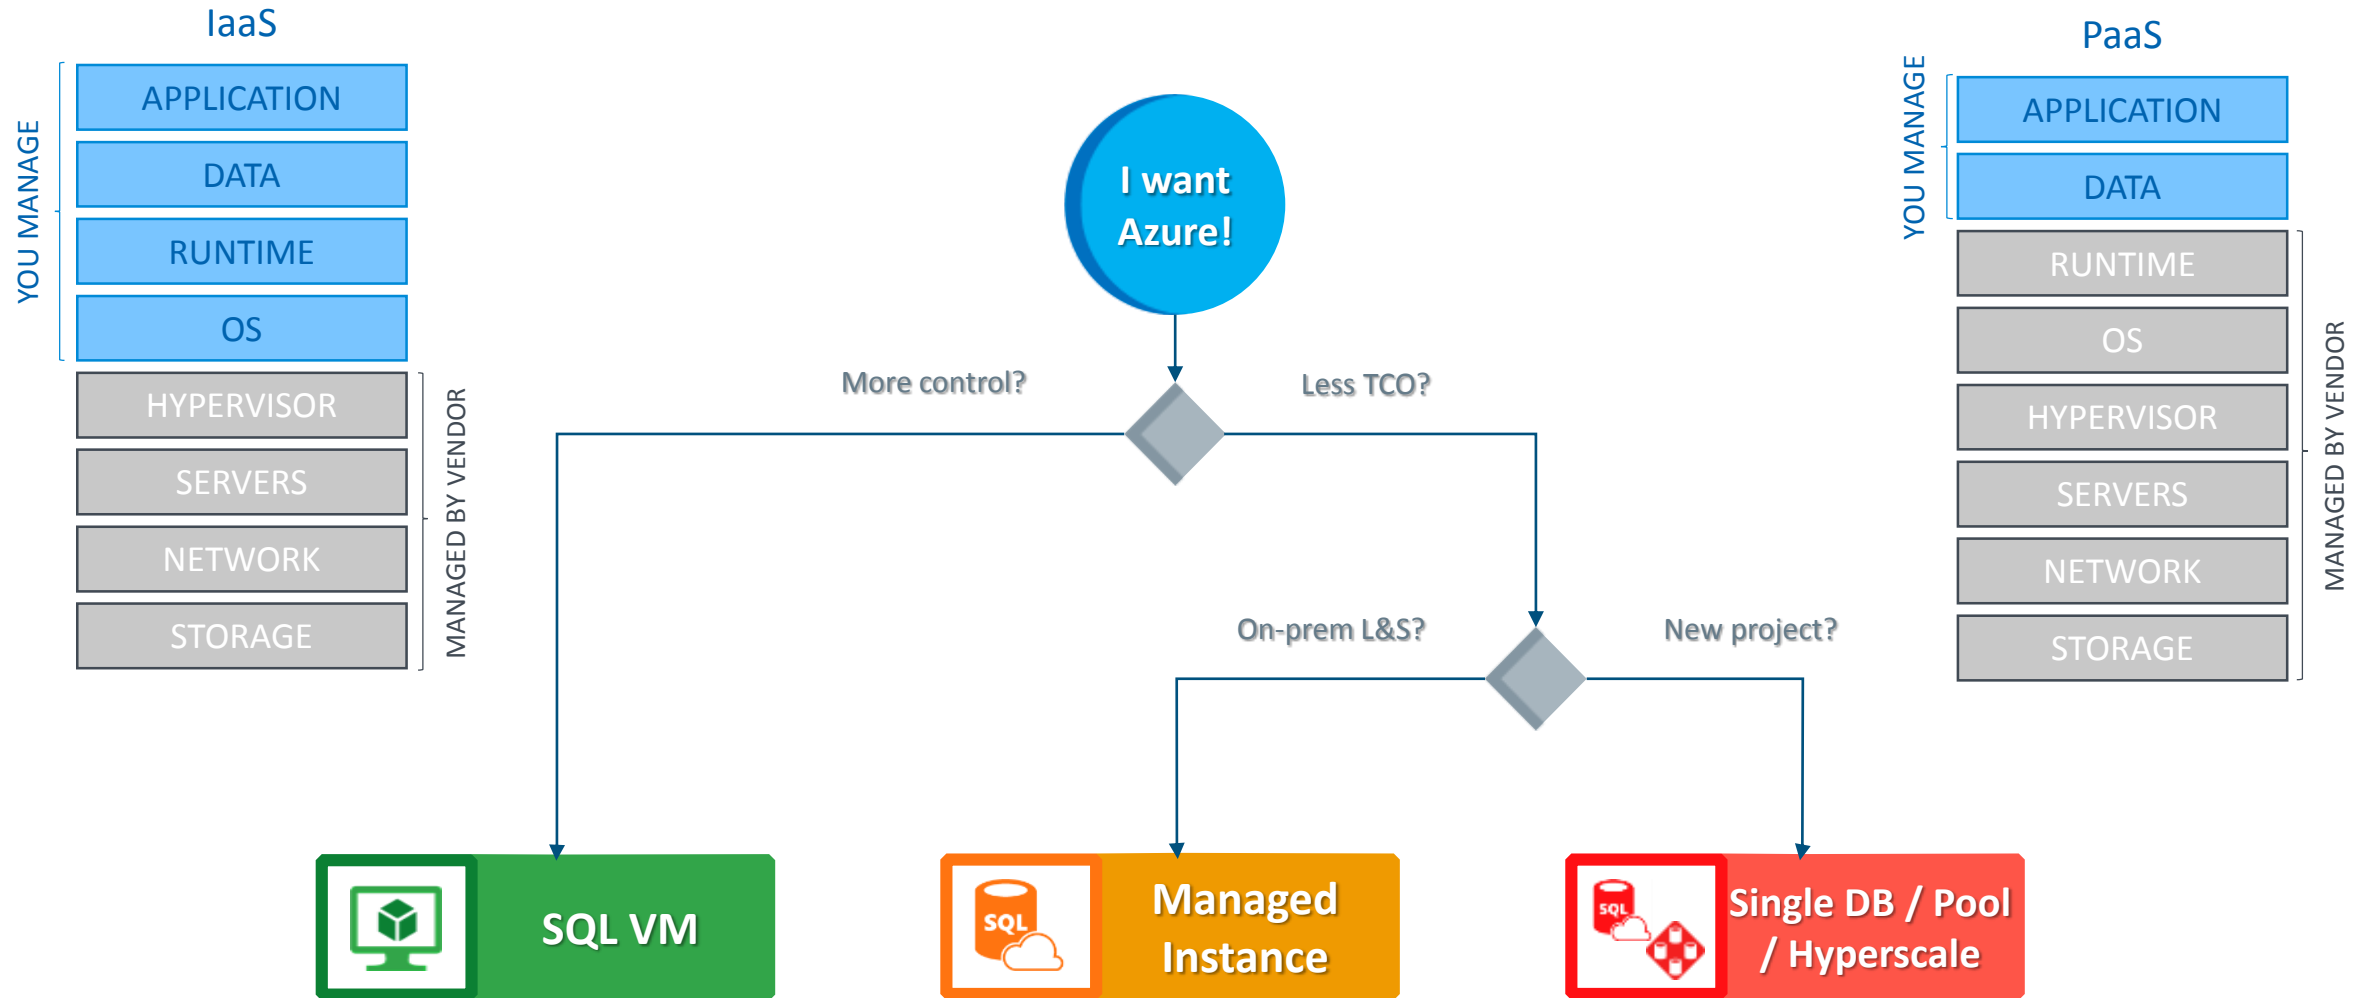 IaaS
YOU MANAGE
APPLICATION
DATA
RUNTIME
OS
HYPERVISOR
SERVERS
NETWORK
STORAGE
MANAGED BY VENDOR
I want
Azure!
More control?
Less TCO?
On-prem L&S?
New project?
SQL VM
SQL
Managed
Instance
SQL
Single DB / Pool
/ Hyperscale
PaaS
YOU MANAGE
APPLICATION
DATA
RUNTIME
OS
HYPERVISOR
SERVERS
NETWORK
STORAGE
MANAGED BY VENDOR